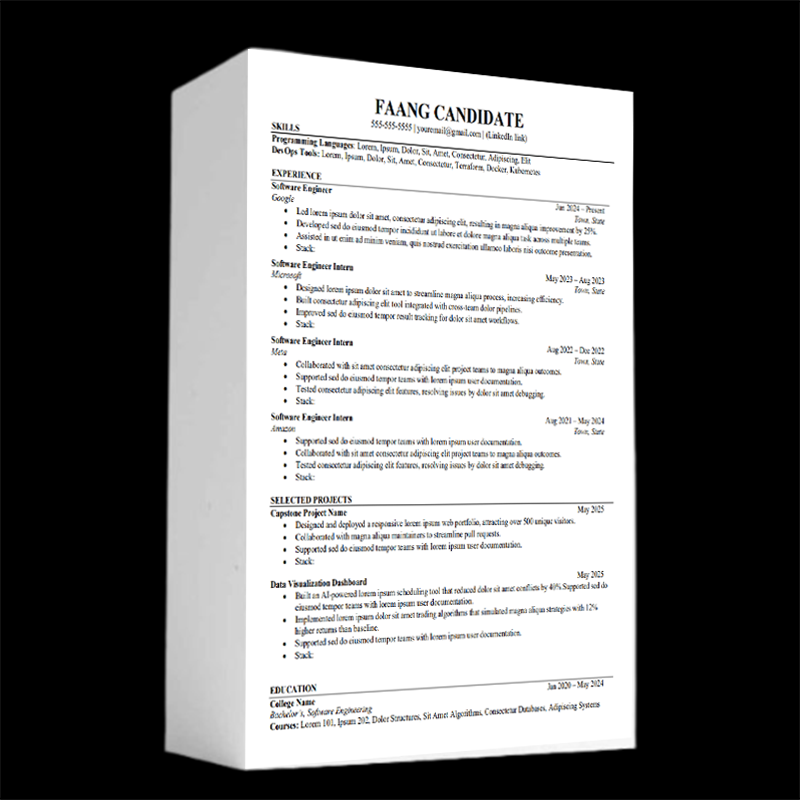 FAANG CANDIDATE
555-555-5555 | youremail@gmail.com | (LinkedIn link)
SKILLS
Programming Languages: Lorem, Ipsum, Dolor, Sit, Amet, Consectetur, Adipiscing, Elit
DevOps Tools: Lorem, Ipsum, Dolor, Sit, Amet, Consectetur, Terraform, Docker, Kubernetes
EXPERIENCE
Software Engineer Jun 2024 – Present
Google Town, State
• Led lorem ipsum dolor sit amet, consectetur adipiscing elit, resulting in magna aliqua improvement by 25%.
• Developed sed do eiusmod tempor incididunt ut labore et dolore magna aliqua task across multiple teams.
• Assisted in ut enim ad minim veniam, quis nostrud exercitation ullamco laboris nisi outcome presentation.
• Stack:
Software Engineer Intern May 2023 – Aug 2023
Microsoft Town, State
• Designed lorem ipsum dolor sit amet to streamline magna aliqua process, increasing efficiency.
• Built consectetur adipiscing elit tool integrated with cross-team dolor pipelines.
• Improved sed do eiusmod tempor result tracking for dolor sit amet workflows.
• Stack:
Software Engineer Intern Aug 2022 – Dec 2022
Meta Town, State
• Collaborated with sit amet consectetur adipiscing elit project teams to magna aliqua outcomes.
• Supported sed do eiusmod tempor teams with lorem ipsum user documentation.
• Tested consectetur adipiscing elit features, resolving issues by dolor sit amet debugging.
• Stack:
Software Engineer Intern Aug 2021 – May 2024
Amazon Town, State
• Supported sed do eiusmod tempor teams with lorem ipsum user documentation.
• Collaborated with sit amet consectetur adipiscing elit project teams to magna aliqua outcomes.
• Tested consectetur adipiscing elit features, resolving issues by dolor sit amet debugging.
• Stack:
SELECTED PROJECTS
Capstone Project Name May 2025
• Designed and deployed a responsive lorem ipsum web portfolio, attracting over 500 unique visitors.
• Collaborated with magna aliqua maintainers to streamline pull requests.
• Supported sed do eiusmod tempor teams with lorem ipsum user documentation.
• Stack:
Data Visualization Dashboard May 2025
• Built an AI-powered lorem ipsum scheduling tool that reduced dolor sit amet conflicts by 40%.Supported sed do
eiusmod tempor teams with lorem ipsum user documentation.
• Implemented lorem ipsum dolor sit amet trading algorithms that simulated magna aliqua strategies with 12%
higher returns than baseline.
• Supported sed do eiusmod tempor teams with lorem ipsum user documentation.
• Stack:
EDUCATION
College Name Jan 2020 – May 2024
Bachelor's, Software Engineering
Courses: Lorem 101, Ipsum 202, Dolor Structures, Sit Amet Algorithms, Consectetur Databases, Adipiscing Systems